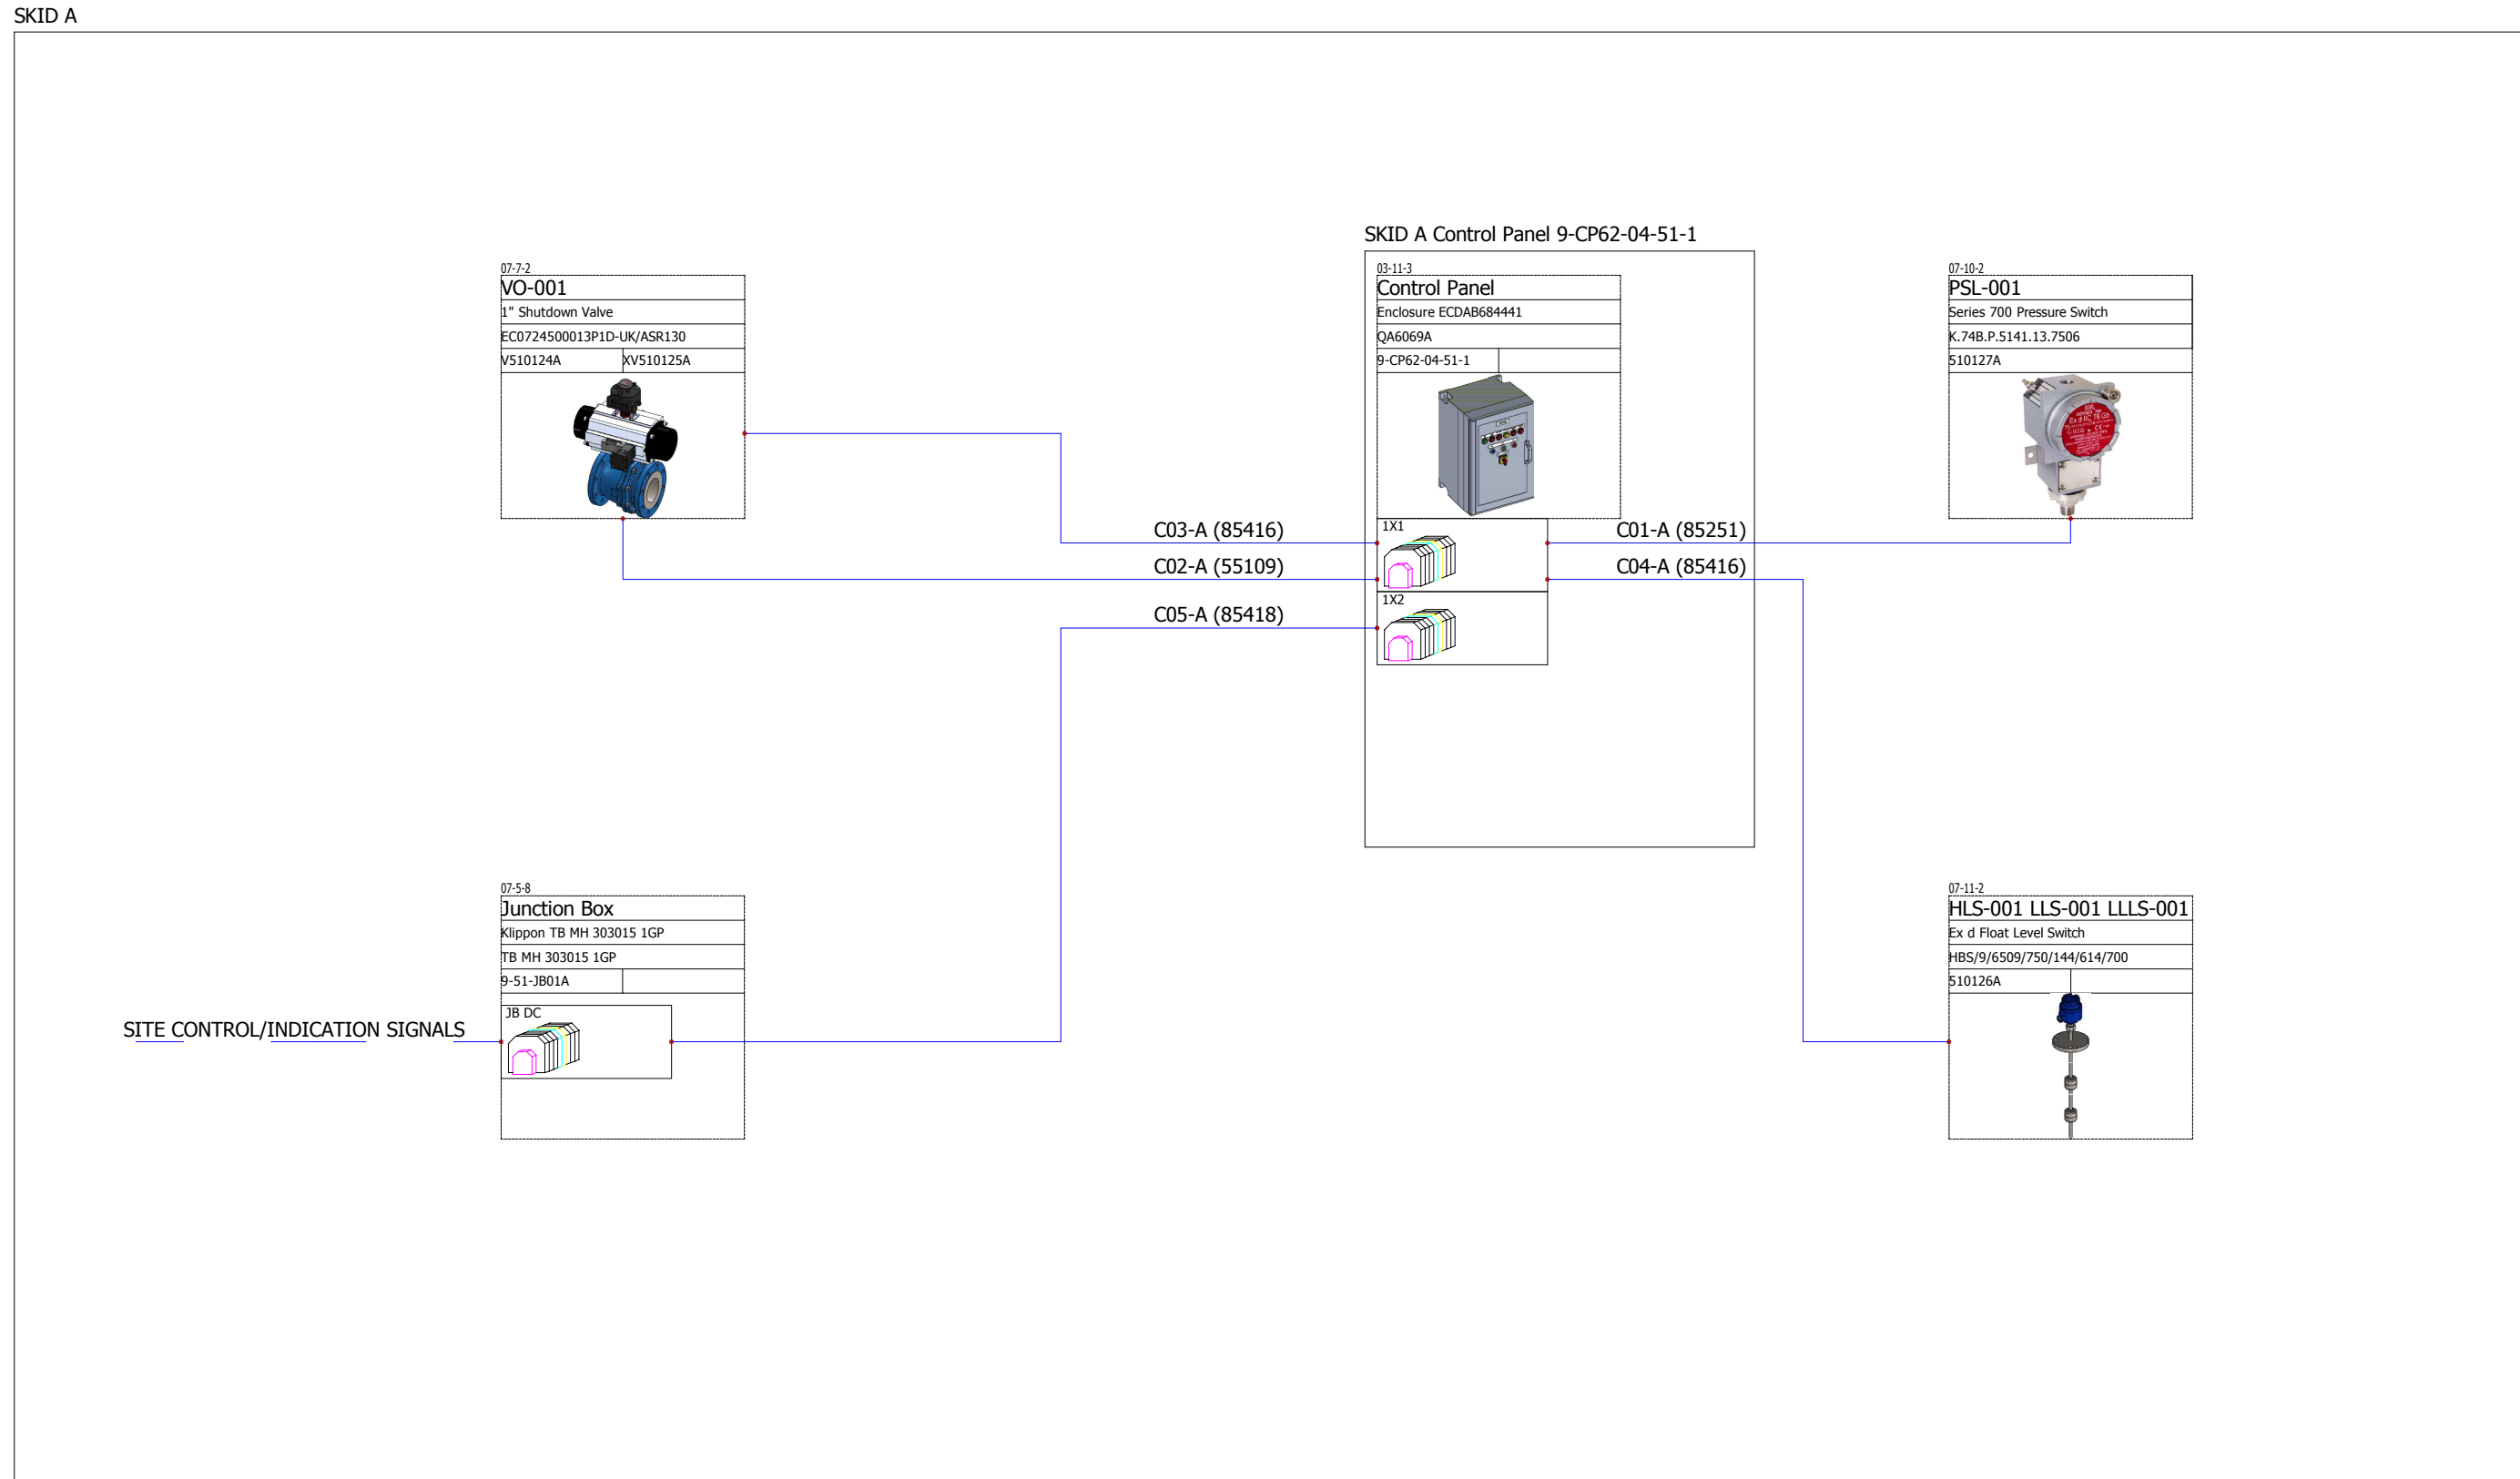 SKID A
SKID A Control Panel 9-CP62-04-51-1
07-7-2
VO-001
1" Shutdown Valve
EC0724500013P1D-UK/ASR130
V510124A XV510125A
03-11-3
Control Panel
Enclosure ECDAB684441
QA6069A
9-CP62-04-51-1
07-10-2
PSL-001
Series 700 Pressure Switch
K.74B.P.5141.13.7506
510127A
Ex d IIC T6 Gb
C03-A (85416)
C02-A (55109)
C05-A (85418)
1X1
1X2
C01-A (85251)
C04-A (85416)
07-5-8
Junction Box
Klippon TB MH 303015 1GP
TB MH 303015 1GP
9-51-JB01A
JB DC
SITE CONTROL/INDICATION SIGNALS
07-11-2
HLS-001 LLS-001 LLLS-001
Ex d Float Level Switch
HBS/9/6509/750/144/614/700
510126A